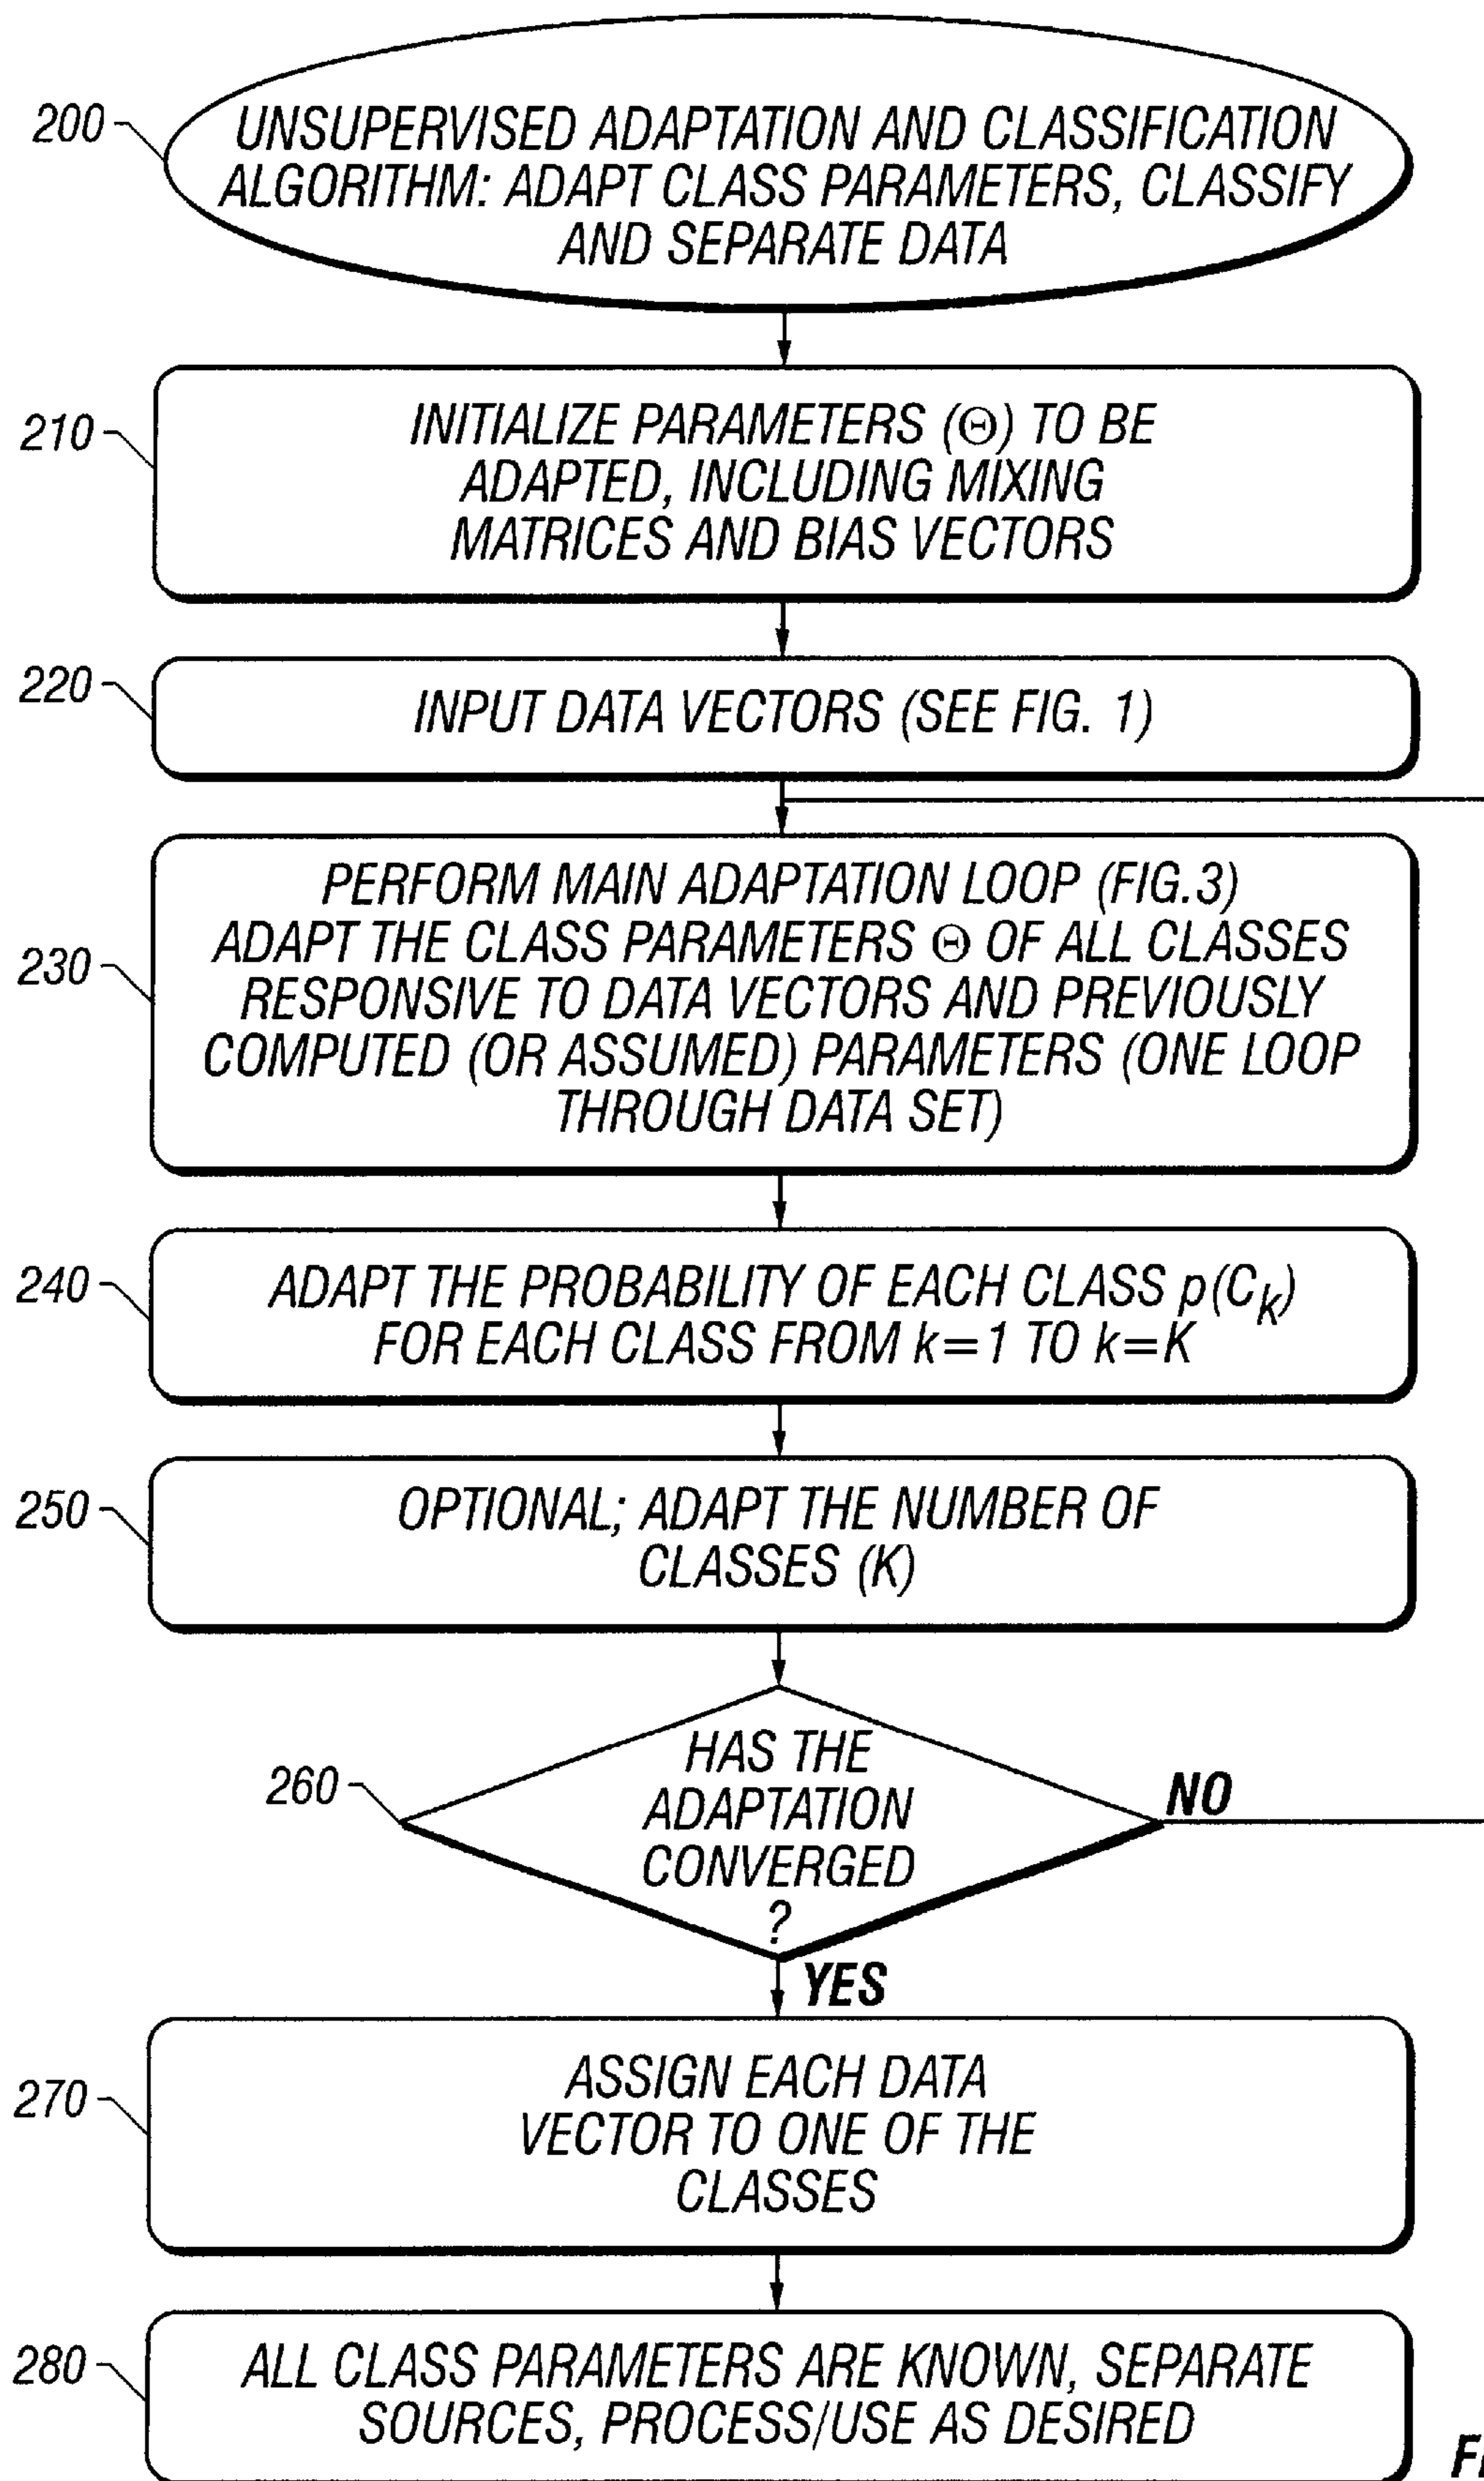 200
UNSUPERVISED ADAPTATION AND CLASSIFICATION
ALGORITHM: ADAPT CLASS PARAMETERS, CLASSIFY
AND SEPARATE DATA
210
INITIALIZE PARAMETERS (Θ) TO BE
ADAPTED, INCLUDING MIXING
MATRICES AND BIAS VECTORS
220
INPUT DATA VECTORS (SEE FIG. 1)
230
PERFORM MAIN ADAPTATION LOOP (FIG.3)
ADAPT THE CLASS PARAMETERS Θ OF ALL CLASSES
RESPONSIVE TO DATA VECTORS AND PREVIOUSLY
COMPUTED (OR ASSUMED) PARAMETERS (ONE LOOP
THROUGH DATA SET)
240
ADAPT THE PROBABILITY OF EACH CLASS p(Ck)
FOR EACH CLASS FROM k=1 TO k=K
250
OPTIONAL; ADAPT THE NUMBER OF
CLASSES (K)
260
HAS THE
ADAPTATION
CONVERGED
?
NO
YES
270
ASSIGN EACH DATA
VECTOR TO ONE OF THE
CLASSES
280
ALL CLASS PARAMETERS ARE KNOWN, SEPARATE
SOURCES, PROCESS/USE AS DESIRED